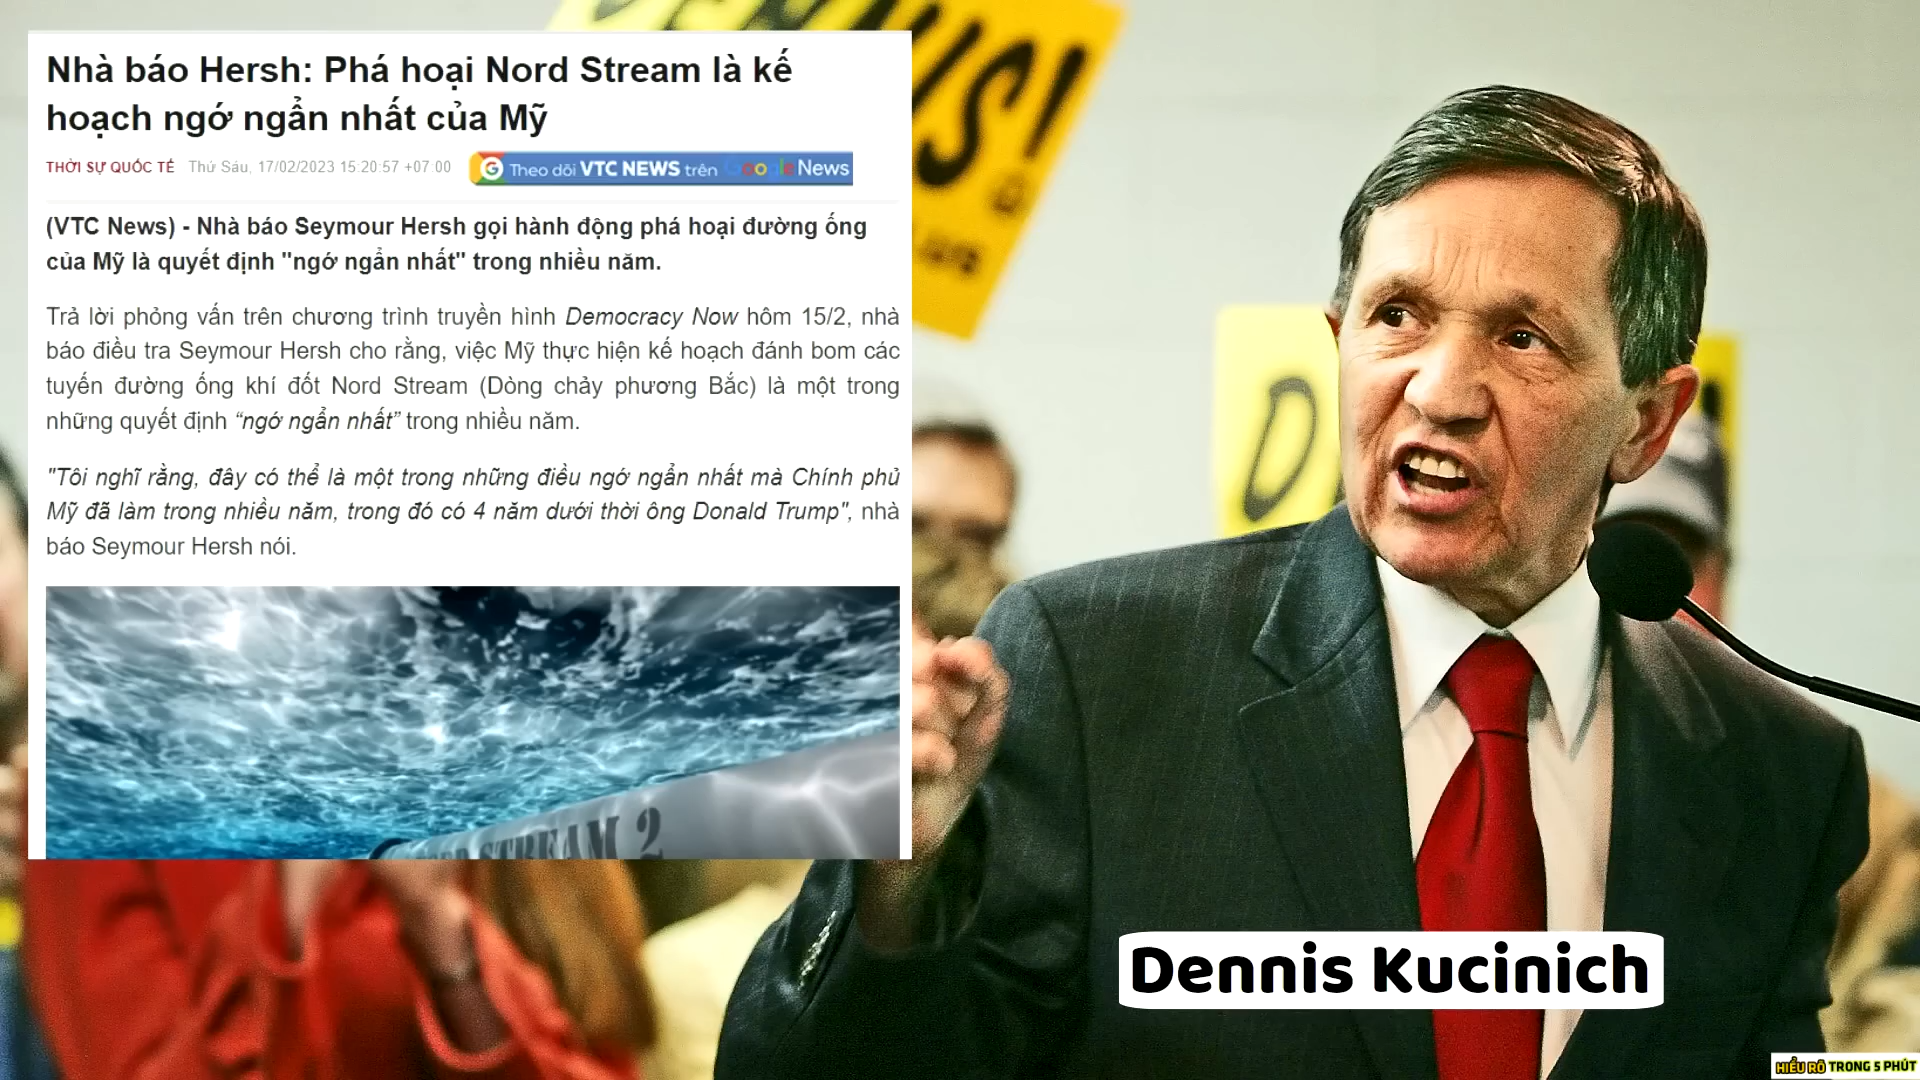 Nhà báo Hersh: Phá hoại Nord Stream là kế
hoạch ngớ ngẩn nhất của Mỹ
THỜI SỰ QUỐC TẾ Thứ Sáu, 17/02/2023 15:20:57 +07:00 Theo dõi VTC NEWS trên Google News
(VTC News) - Nhà báo Seymour Hersh gọi hành động phá hoại đường ống
của Mỹ là quyết định "ngớ ngẩn nhất" trong nhiều năm.
Trả lời phỏng vấn trên chương trình truyền hình Democracy Now hôm 15/2, nhà
báo điều tra Seymour Hersh cho rằng, việc Mỹ thực hiện kế hoạch đánh bom các
tuyến đường ống khí đốt Nord Stream (Dòng chảy phương Bắc) là một trong
những quyết định “ngớ ngẩn nhất” trong nhiều năm.
"Tôi nghĩ rằng, đây có thể là một trong những điều ngớ ngẩn nhất mà Chính phủ
Mỹ đã làm trong nhiều năm, trong đó có 4 năm dưới thời ông Donald Trump", nhà
báo Seymour Hersh nói.
STREAM 2
Dennis Kucinich
HIỂU RÕ TRONG 5 PHÚT